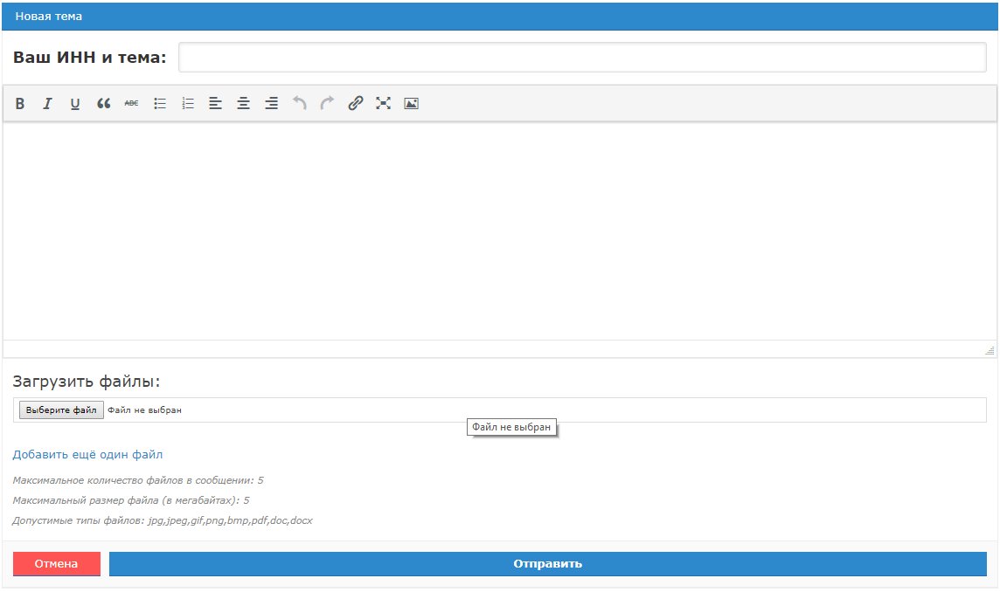 Новая тема
Ваш ИНН и тема:
B I U ABC
Загрузить файлы:
Выберите файл Файл не выбран
Файл не выбран
Добавить ещё один файл
Максимальное количество файлов в сообщении: 5
Максимальный размер файла (в мегабайтах): 5
Допустимые типы файлов: jpg,jpeg,gif,png,bmp,pdf,doc,docx
Отмена Отправить